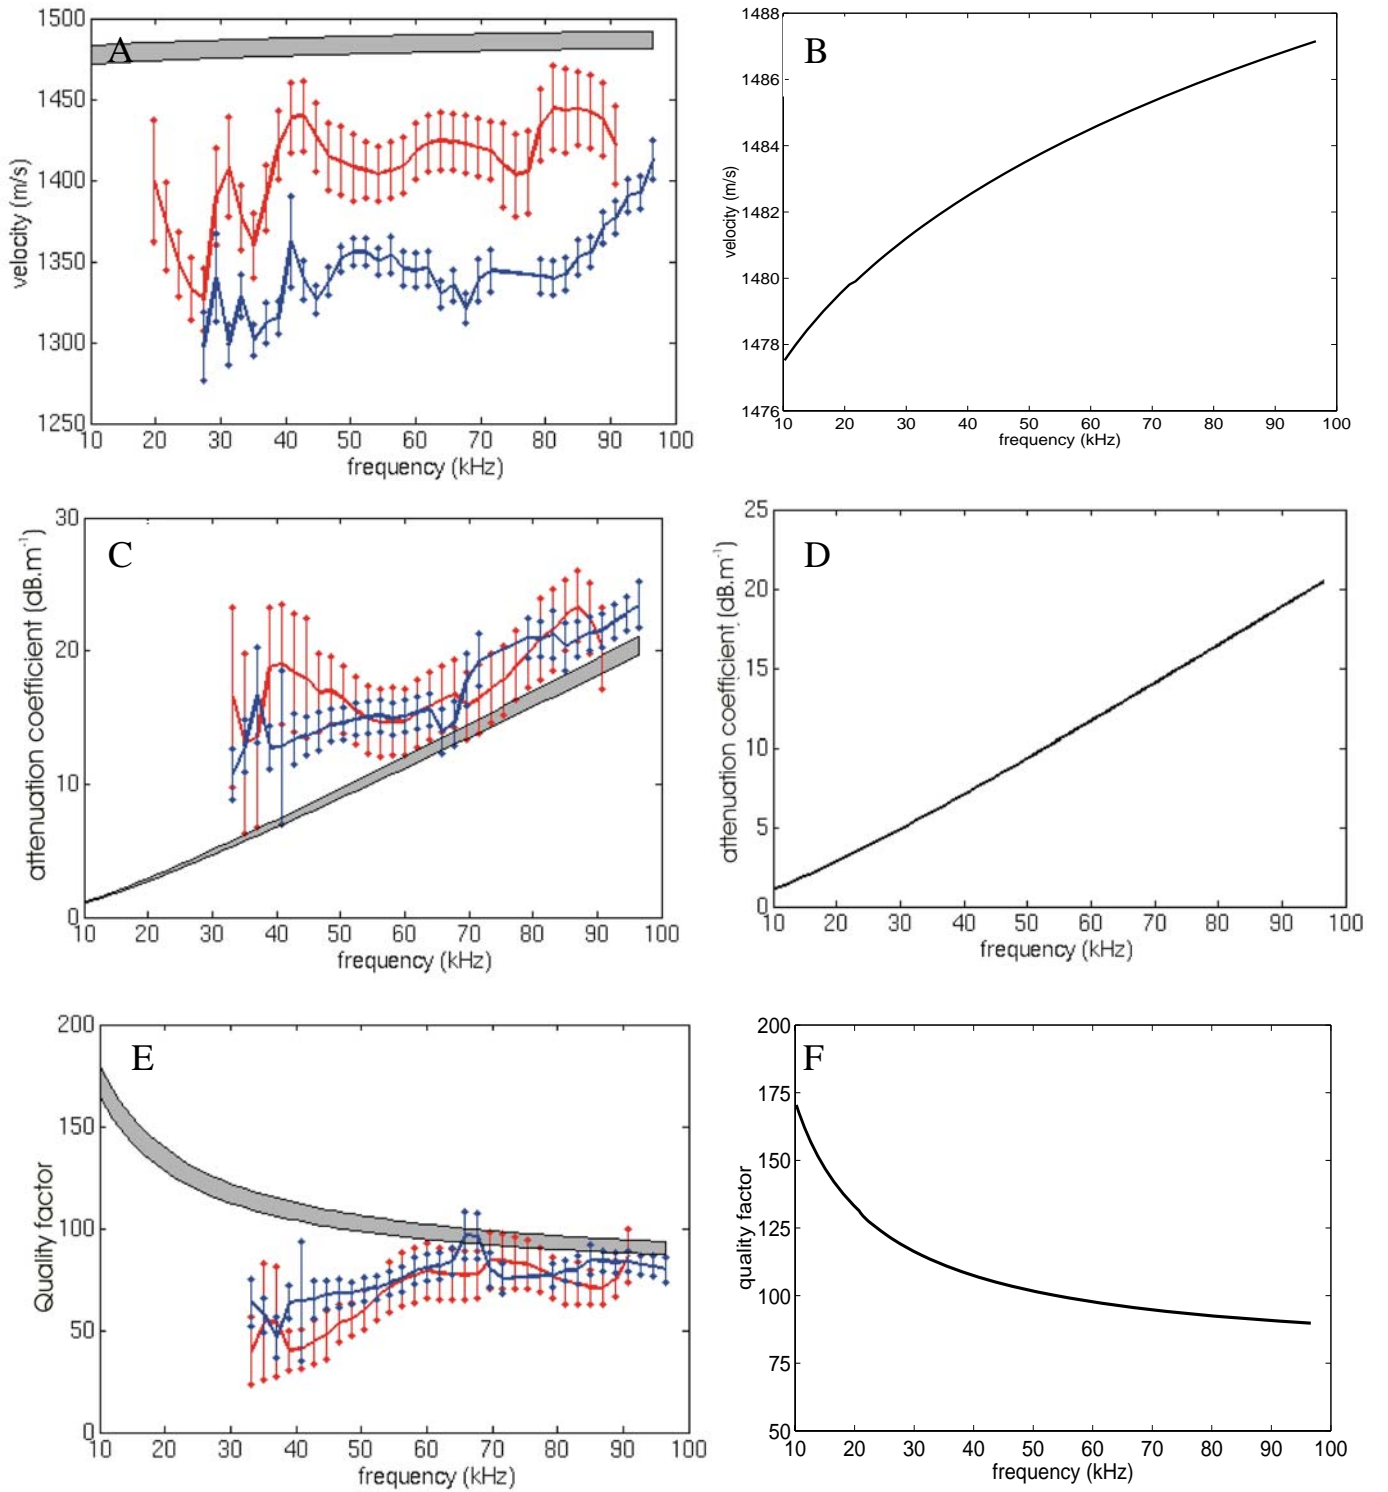 A
velocity (m/s)
1500
1450
1400
1350
1300
1250
10 20 30 40 50 60 70 80 90 100
frequency (kHz)
B
velocity (m/s)
1488
1486
1484
1482
1480
1478
1476
10 20 30 40 50 60 70 80 90 100
frequency (kHz)
C
attenuation coefficient (dB.m⁻¹)
30
20
10
0
10 20 30 40 50 60 70 80 90 100
frequency (kHz)
D
attenuation coefficient (dB.m⁻¹)
25
20
15
10
5
0
10 20 30 40 50 60 70 80 90 100
frequency (kHz)
E
Quality factor
200
150
100
50
0
10 20 30 40 50 60 70 80 90 100
frequency (kHz)
F
quality factor
200
175
150
125
100
75
50
10 20 30 40 50 60 70 80 90 100
frequency (kHz)